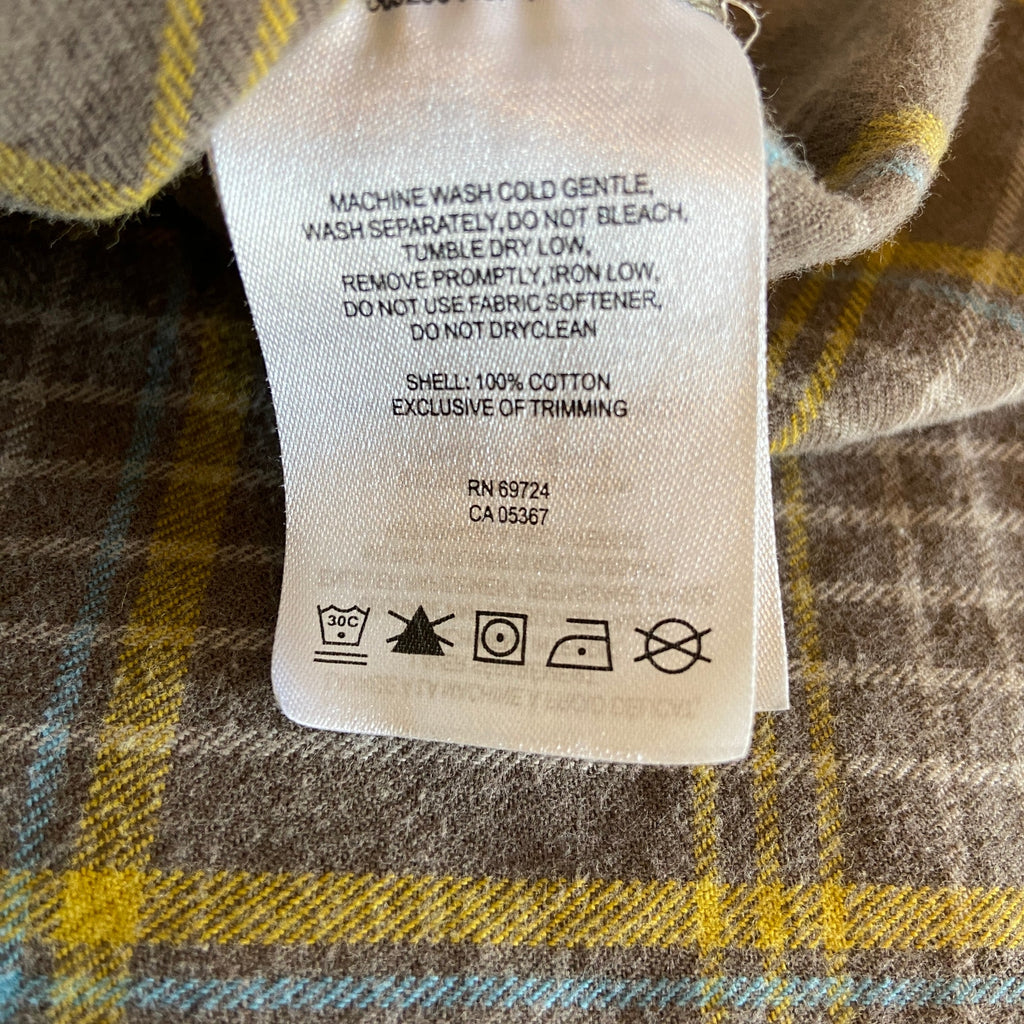 MACHINE WASH COLD GENTLE,
WASH SEPARATELY, DO NOT BLEACH,
TUMBLE DRY LOW,
REMOVE PROMPTLY, IRON LOW,
DO NOT USE FABRIC SOFTENER,
DO NOT DRYCLEAN
SHELL: 100% COTTON
EXCLUSIVE OF TRIMMING
RN 69724
CA 05367
30C